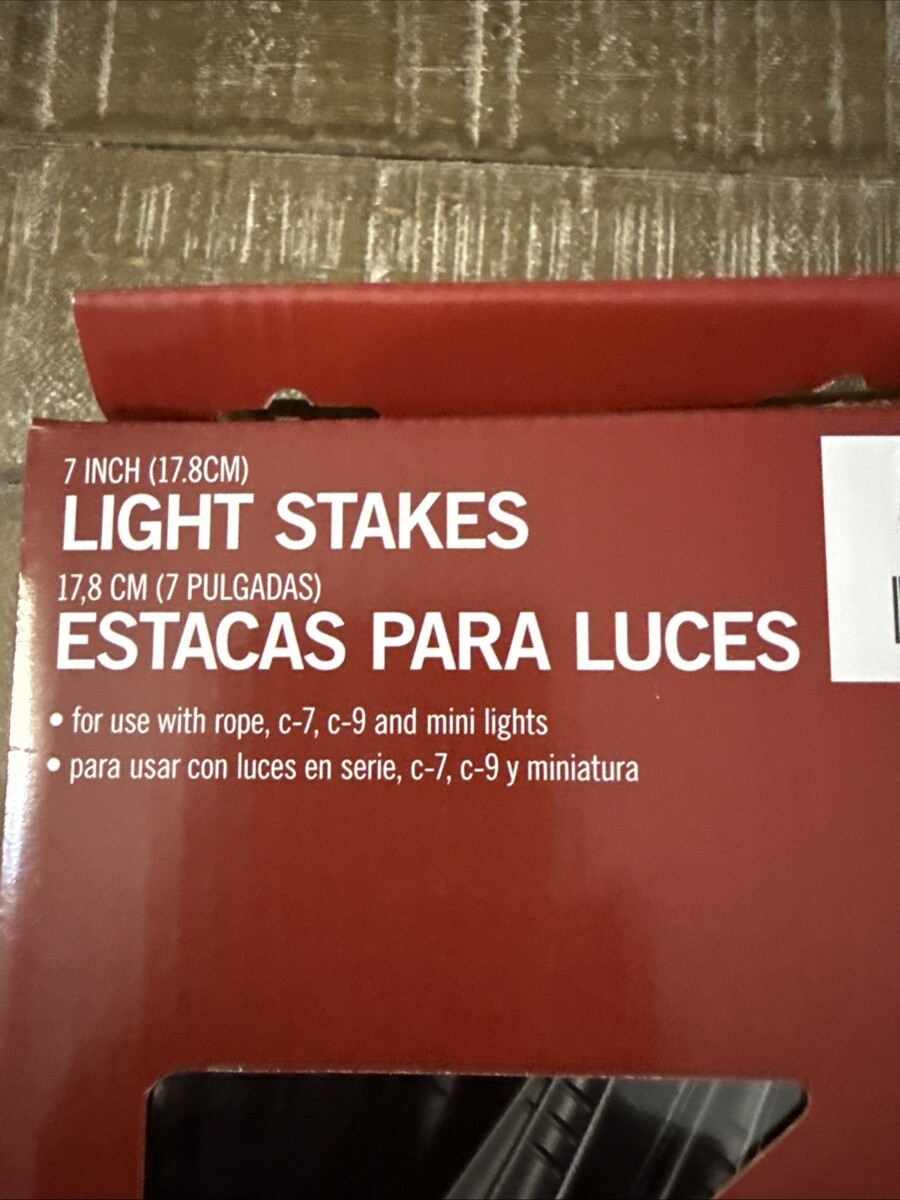 7 INCH (17.8CM)
LIGHT STAKES
17,8 CM (7 PULGADAS)
ESTACAS PARA LUCES
• for use with rope, c-7, c-9 and mini lights
• para usar con luces en serie, c-7, c-9 y miniatura